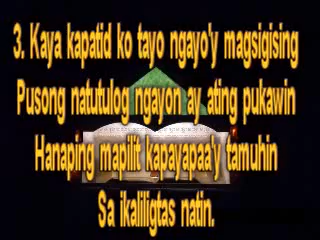 3. Kaya kapatid ko tayo ngayo'y magsigising
Pusong natutulog ngayon ay ating pukawin
Hanaping mapilit kapayapaa'y tamuhin
Sa ikaliligtas natin.